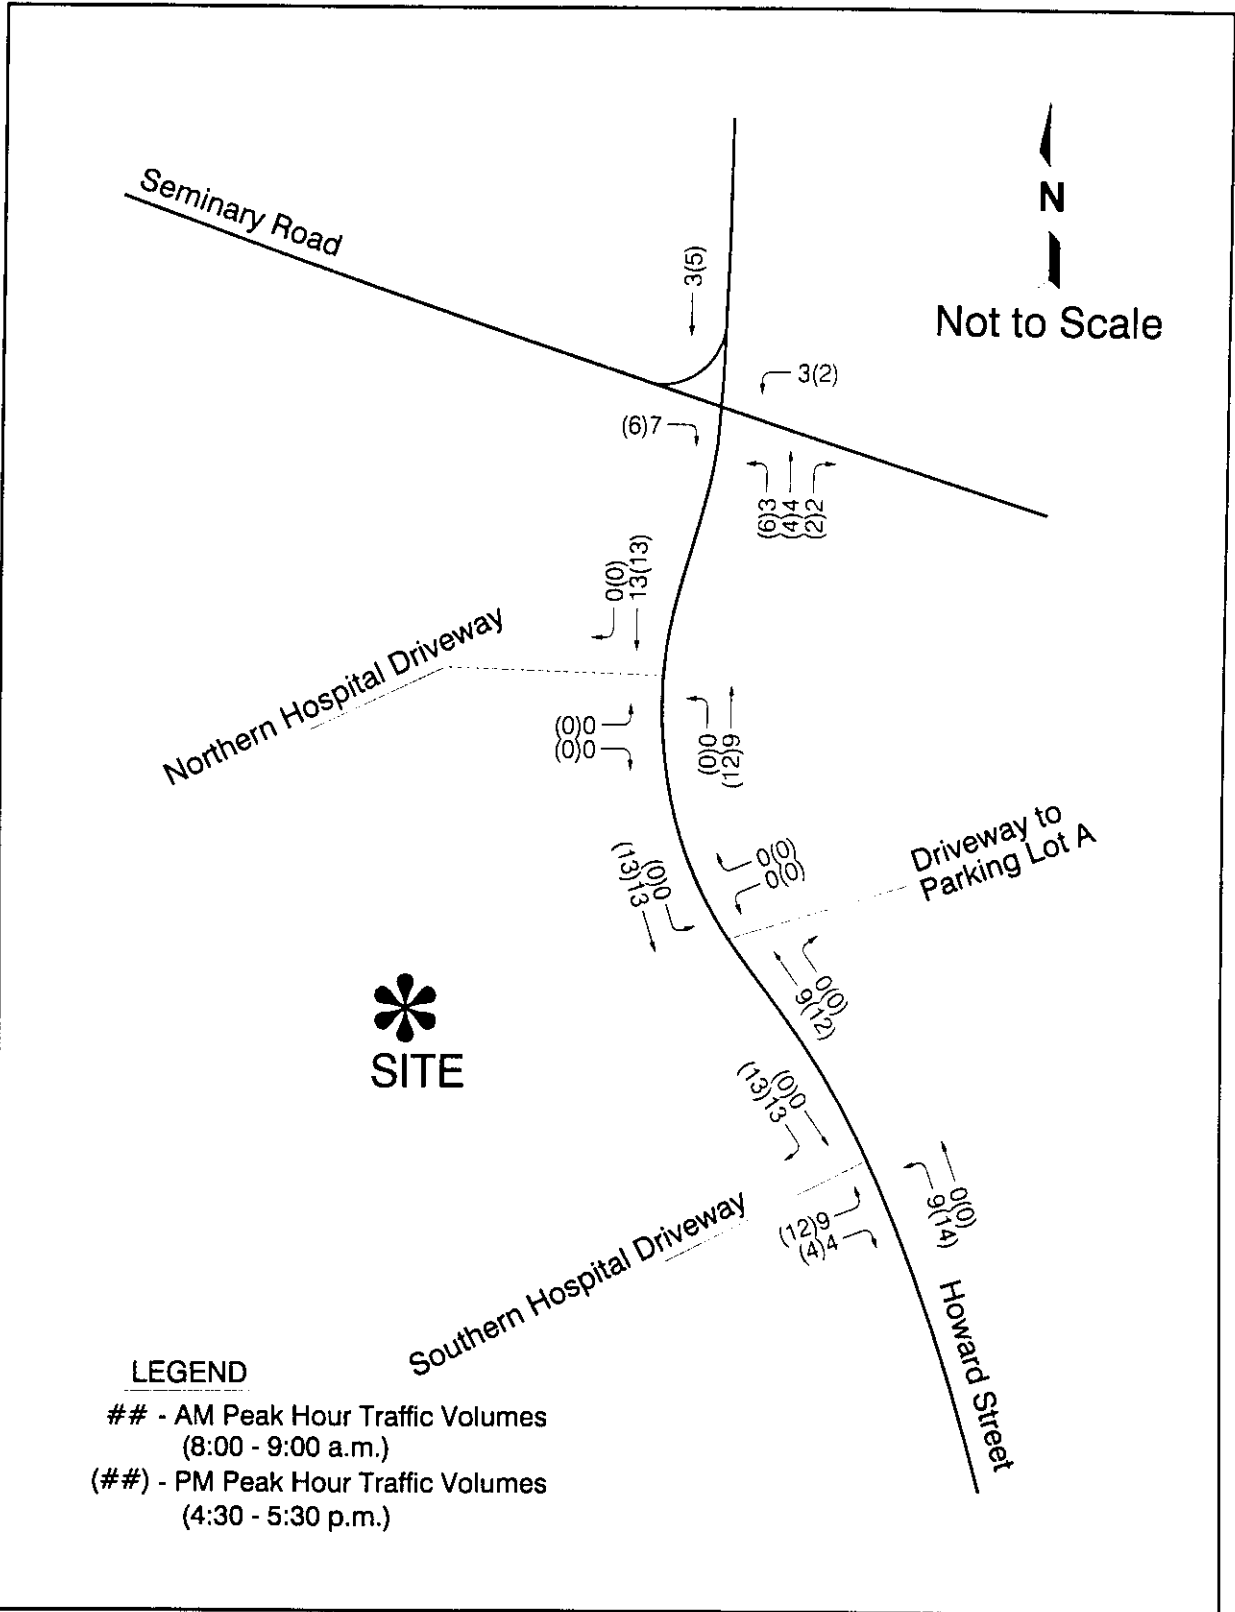 Seminary Road
N
Not to Scale
3(5)
3(2)
(6)7
(6)3
(4)4
(2)2
0(0)
13(13)
Northern Hospital Driveway
(0)0
(0)0
(0)0
(12)9
0(0)
0(0)
Driveway to
Parking Lot A
(0)0
(13)13
0(0)
9(12)
SITE
(0)0
(13)13
0(0)
9(14)
(12)9
(4)4
Southern Hospital Driveway
Howard Street
LEGEND
## - AM Peak Hour Traffic Volumes
(8:00 - 9:00 a.m.)
(##) - PM Peak Hour Traffic Volumes
(4:30 - 5:30 p.m.)